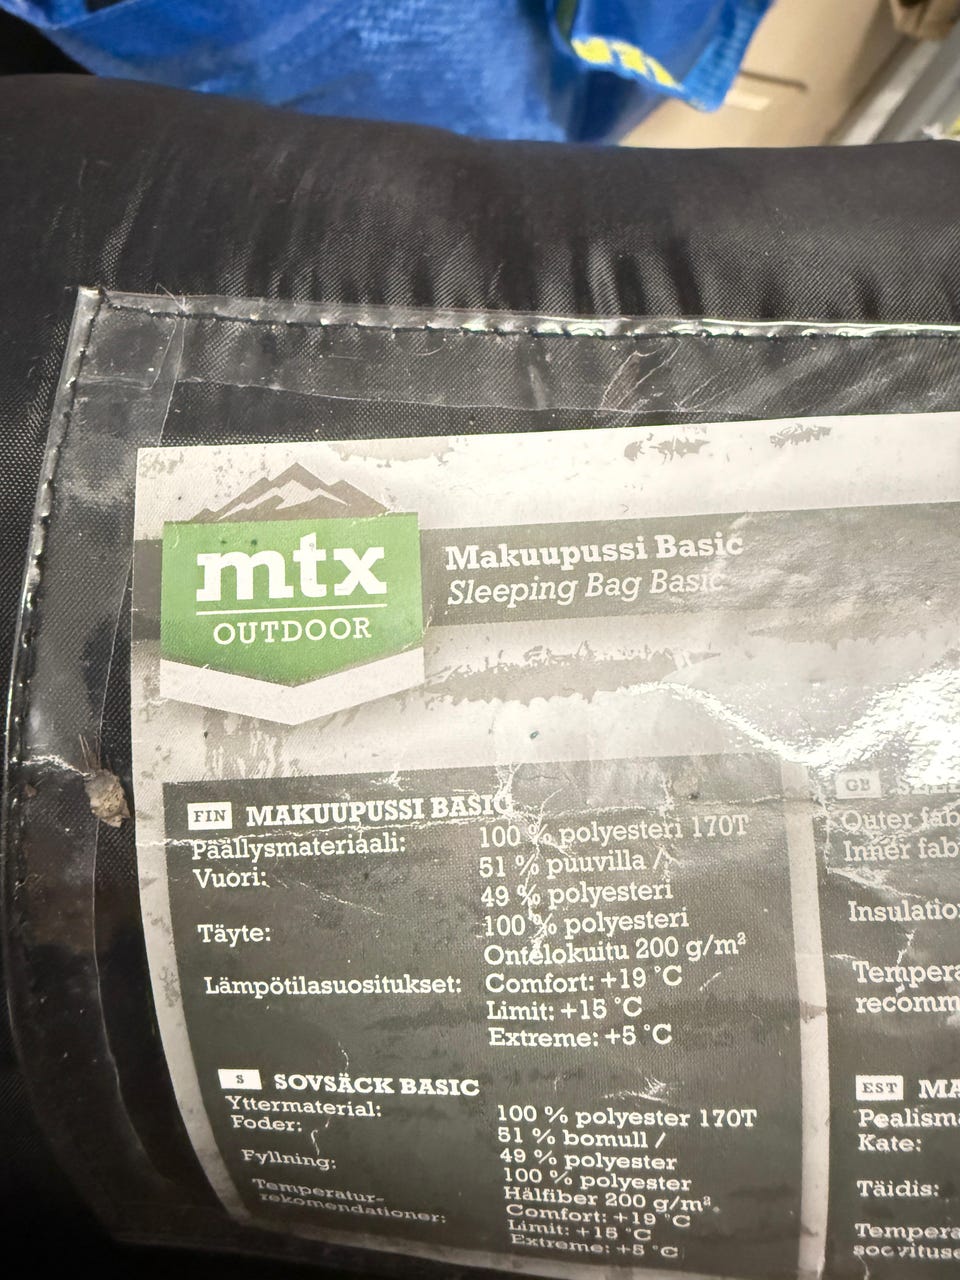 mtx
OUTDOOR
Makuupussi Basic
Sleeping Bag Basic
FIN MAKUUPUSSI BASIC
Päällysmateriaali: 100 % polyesteri 170T
Vuori: 51 % puuvilla /
49 % polyesteri
Täyte: 100 % polyesteri
Ontelokuitu 200 g/m²
Lämpötilasuositukset: Comfort: +19 °C
Limit: +15 °C
Extreme: +5 °C
S SOVSÄCK BASIC
Yttermaterial: 100 % polyester 170T
Foder: 51 % bomull /
49 % polyester
Fyllning: 100 % polyester
Hålfiber 200 g/m².
Temperatur-
rekomendationer: Comfort: +19 °C
Limit: +15 °C
Extreme: +5 °C
GB
Outer fab
Inner fab
Insulatio
Tempera
recomm
EST MA
Pealisma
Kate:
Täidis:
Tempera
soovituse